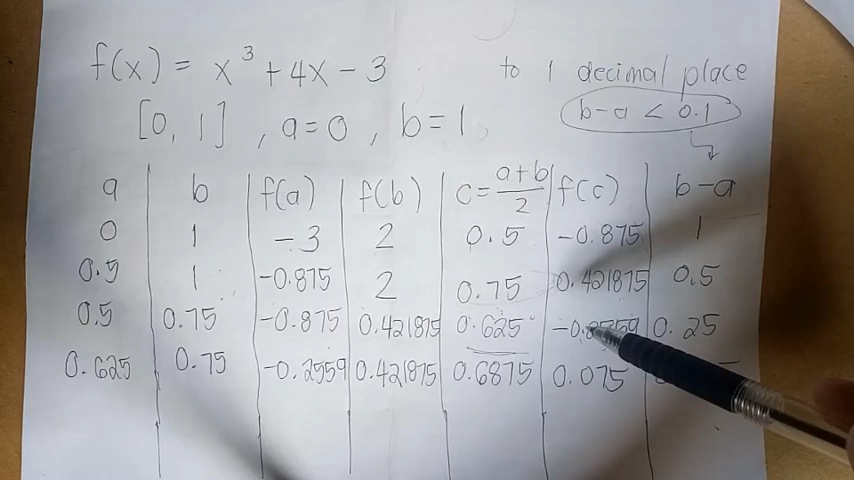 f(x) = x³ + 4x - 3 to 1 decimal place
[0, 1] , a = 0 , b = 1, b-a < 0.1
a b f(a) f(b) c = a+b/2 f(c) b-a
0 1 -3 2 0.5 -0.875 1
0.5 1 -0.875 2 0.75 0.421875 0.5
0.5 0.75 -0.875 0.421875 0.625 0.25
0.625 0.75 -0.2559 0.421875 0.6875 0.075